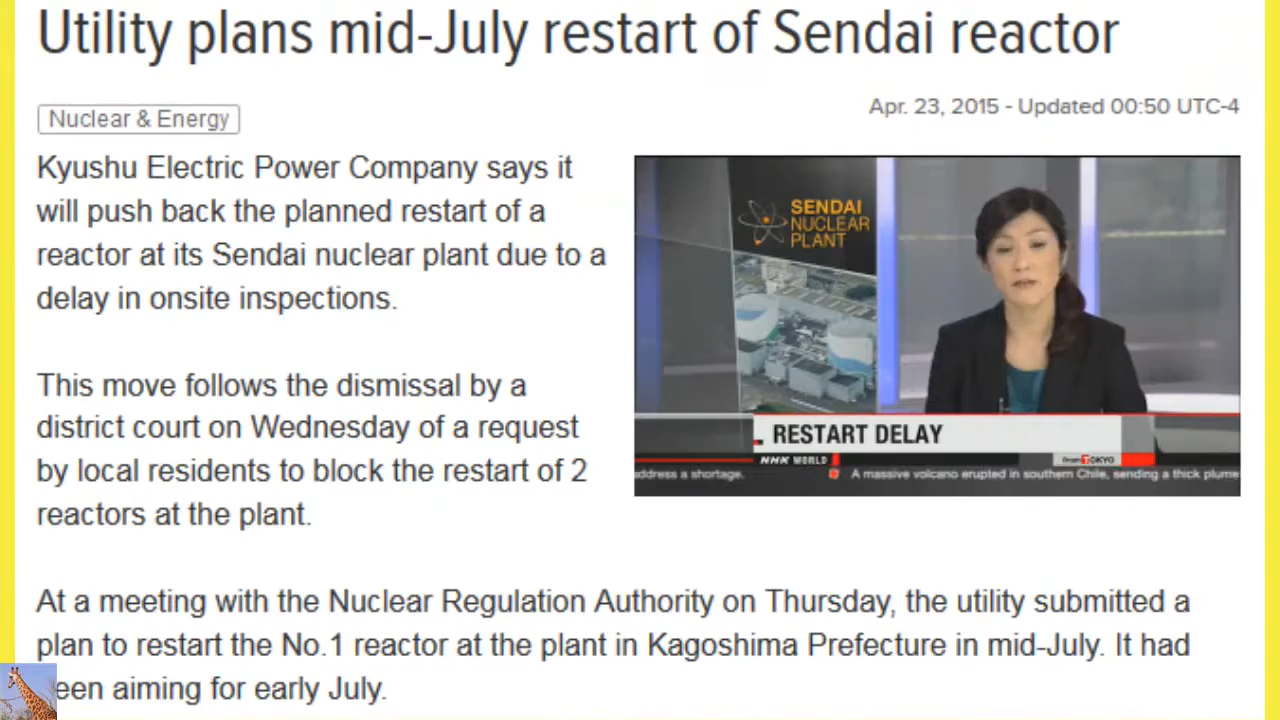 Utility plans mid-July restart of Sendai reactor
Apr. 23, 2015 - Updated 00:50 UTC-4
Nuclear & Energy
Kyushu Electric Power Company says it
will push back the planned restart of a
reactor at its Sendai nuclear plant due to a
delay in onsite inspections.
This move follows the dismissal by a
district court on Wednesday of a request
by local residents to block the restart of 2
reactors at the plant.
SENDAI
NUCLEAR
PLANT
RESTART DELAY
NHK WORLD
from TOKYO
address a shortage.
A massive volcano erupted in southern Chile, sending a thick plume
At a meeting with the Nuclear Regulation Authority on Thursday, the utility submitted a
plan to restart the No.1 reactor at the plant in Kagoshima Prefecture in mid-July. It had
een aiming for early July.